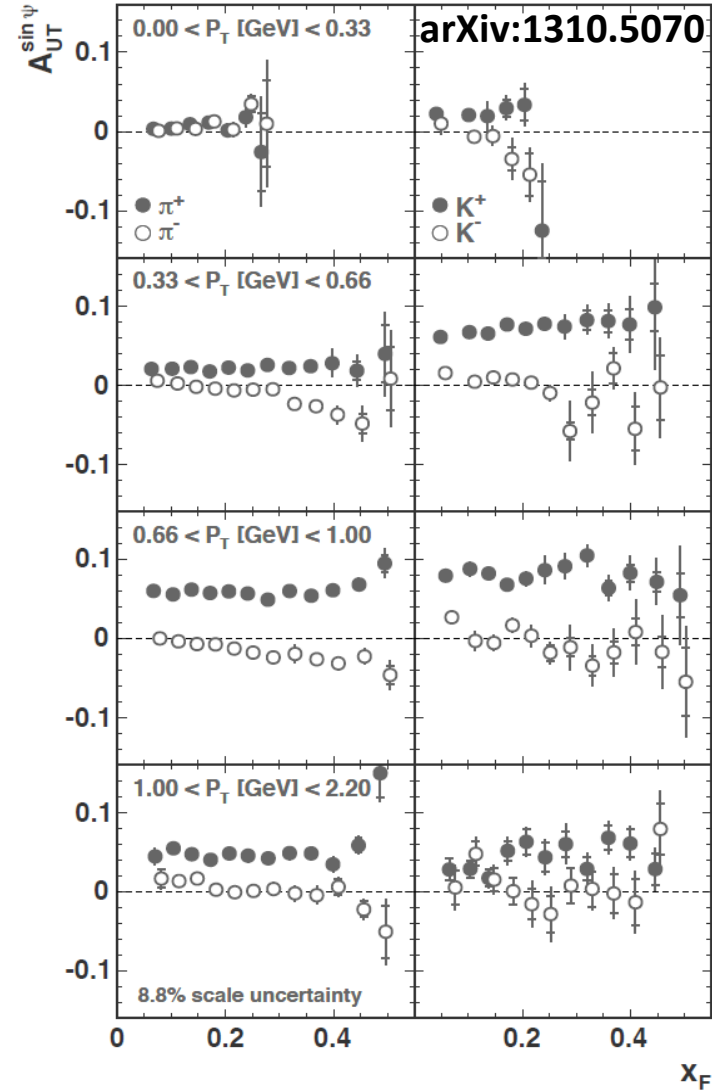 A_UT^sin ψ
0.00 < P_T [GeV] < 0.33
arXiv:1310.5070
0.1
0
-0.1
π+
π-
K+
K-
0.33 < P_T [GeV] < 0.66
0.1
0
-0.1
0.66 < P_T [GeV] < 1.00
0.1
0
-0.1
1.00 < P_T [GeV] < 2.20
0.1
0
-0.1
8.8% scale uncertainty
0 0.2 0.4 0.2 0.4
x_F